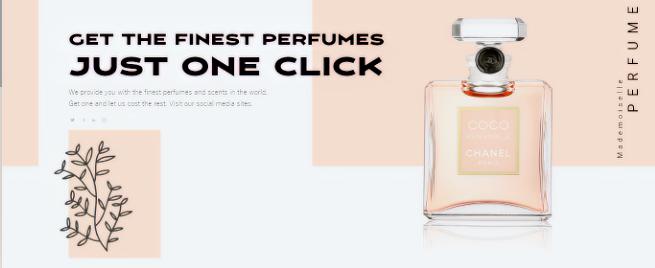 GET THE FINEST PERFUMES
JUST ONE CLICK
We provide you with the finest perfumes and scents in the world.
Get one and let us cost the rest. Visit our social media sites.
COCO
CHANEL
PARIS
Mademoiselle
PERFUME